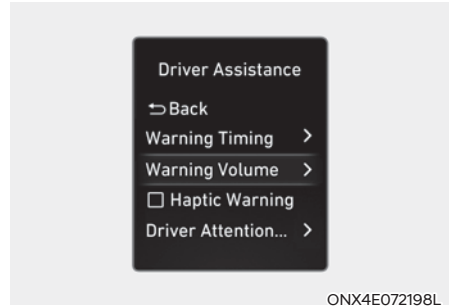 Driver Assistance
Back
Warning Timing
Warning Volume
Haptic Warning
Driver Attention...
ONX4E072198L